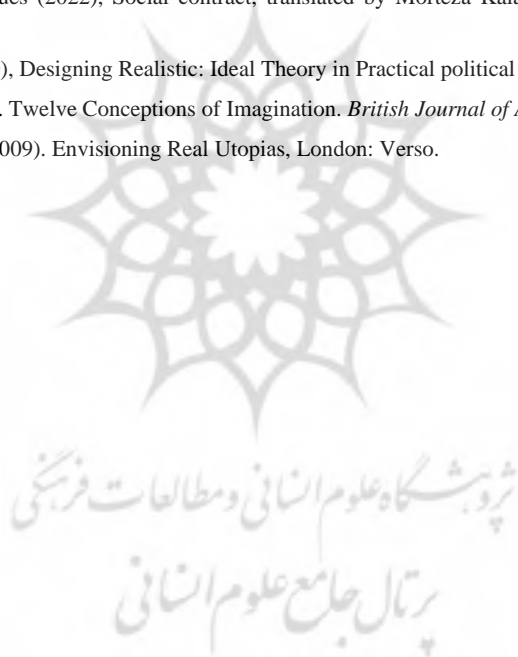 ues (2022), Social contract, translated by Morteza Kala
), Designing Realistic: Ideal Theory in Practical political
. Twelve Conceptions of Imagination. British Journal of A
2009). Envisioning Real Utopias, London: Verso.
پژوهشگاه علوم انسانی و مطالعات فرهنگی
پرتال جامع علوم انسانی